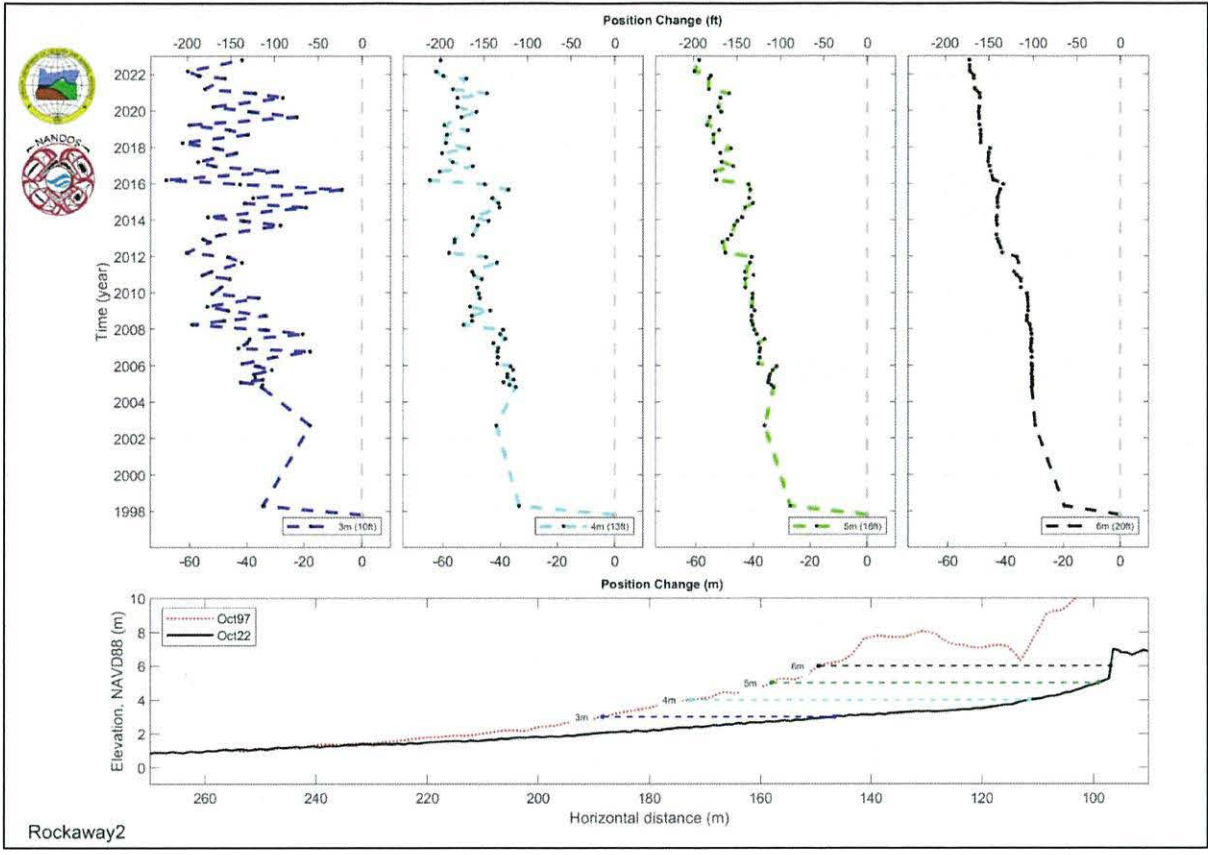 Position Change (ft)
-200 -150 -100 -50 0
-200 -150 -100 -50 0
-200 -150 -100 -50 0
-200 -150 -100 -50 0
NANOOS
Time (year)
2022
2020
2018
2016
2014
2012
2010
2008
2006
2004
2002
2000
1998
3m (10ft)
4m (13ft)
5m (16ft)
6m (20ft)
-60 -40 -20 0
-60 -40 -20 0
-60 -40 -20 0
-60 -40 -20 0
Position Change (m)
Elevation, NAVD88 (m)
10
8
6
4
2
0
Oct97
Oct22
6m
5m
4m
3m
260 240 220 200 180 160 140 120 100
Horizontal distance (m)
Rockaway2